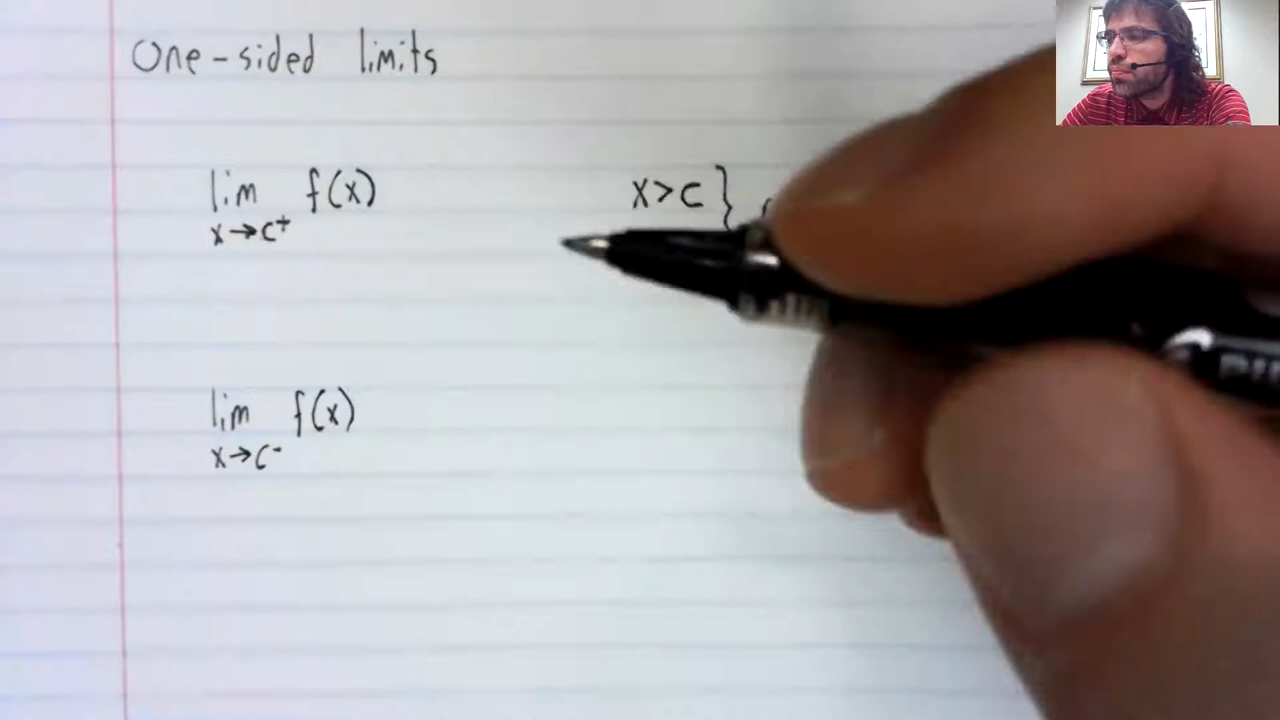 One-sided limits
lim f(x) x>c }
x→c⁺
lim f(x)
x→c⁻